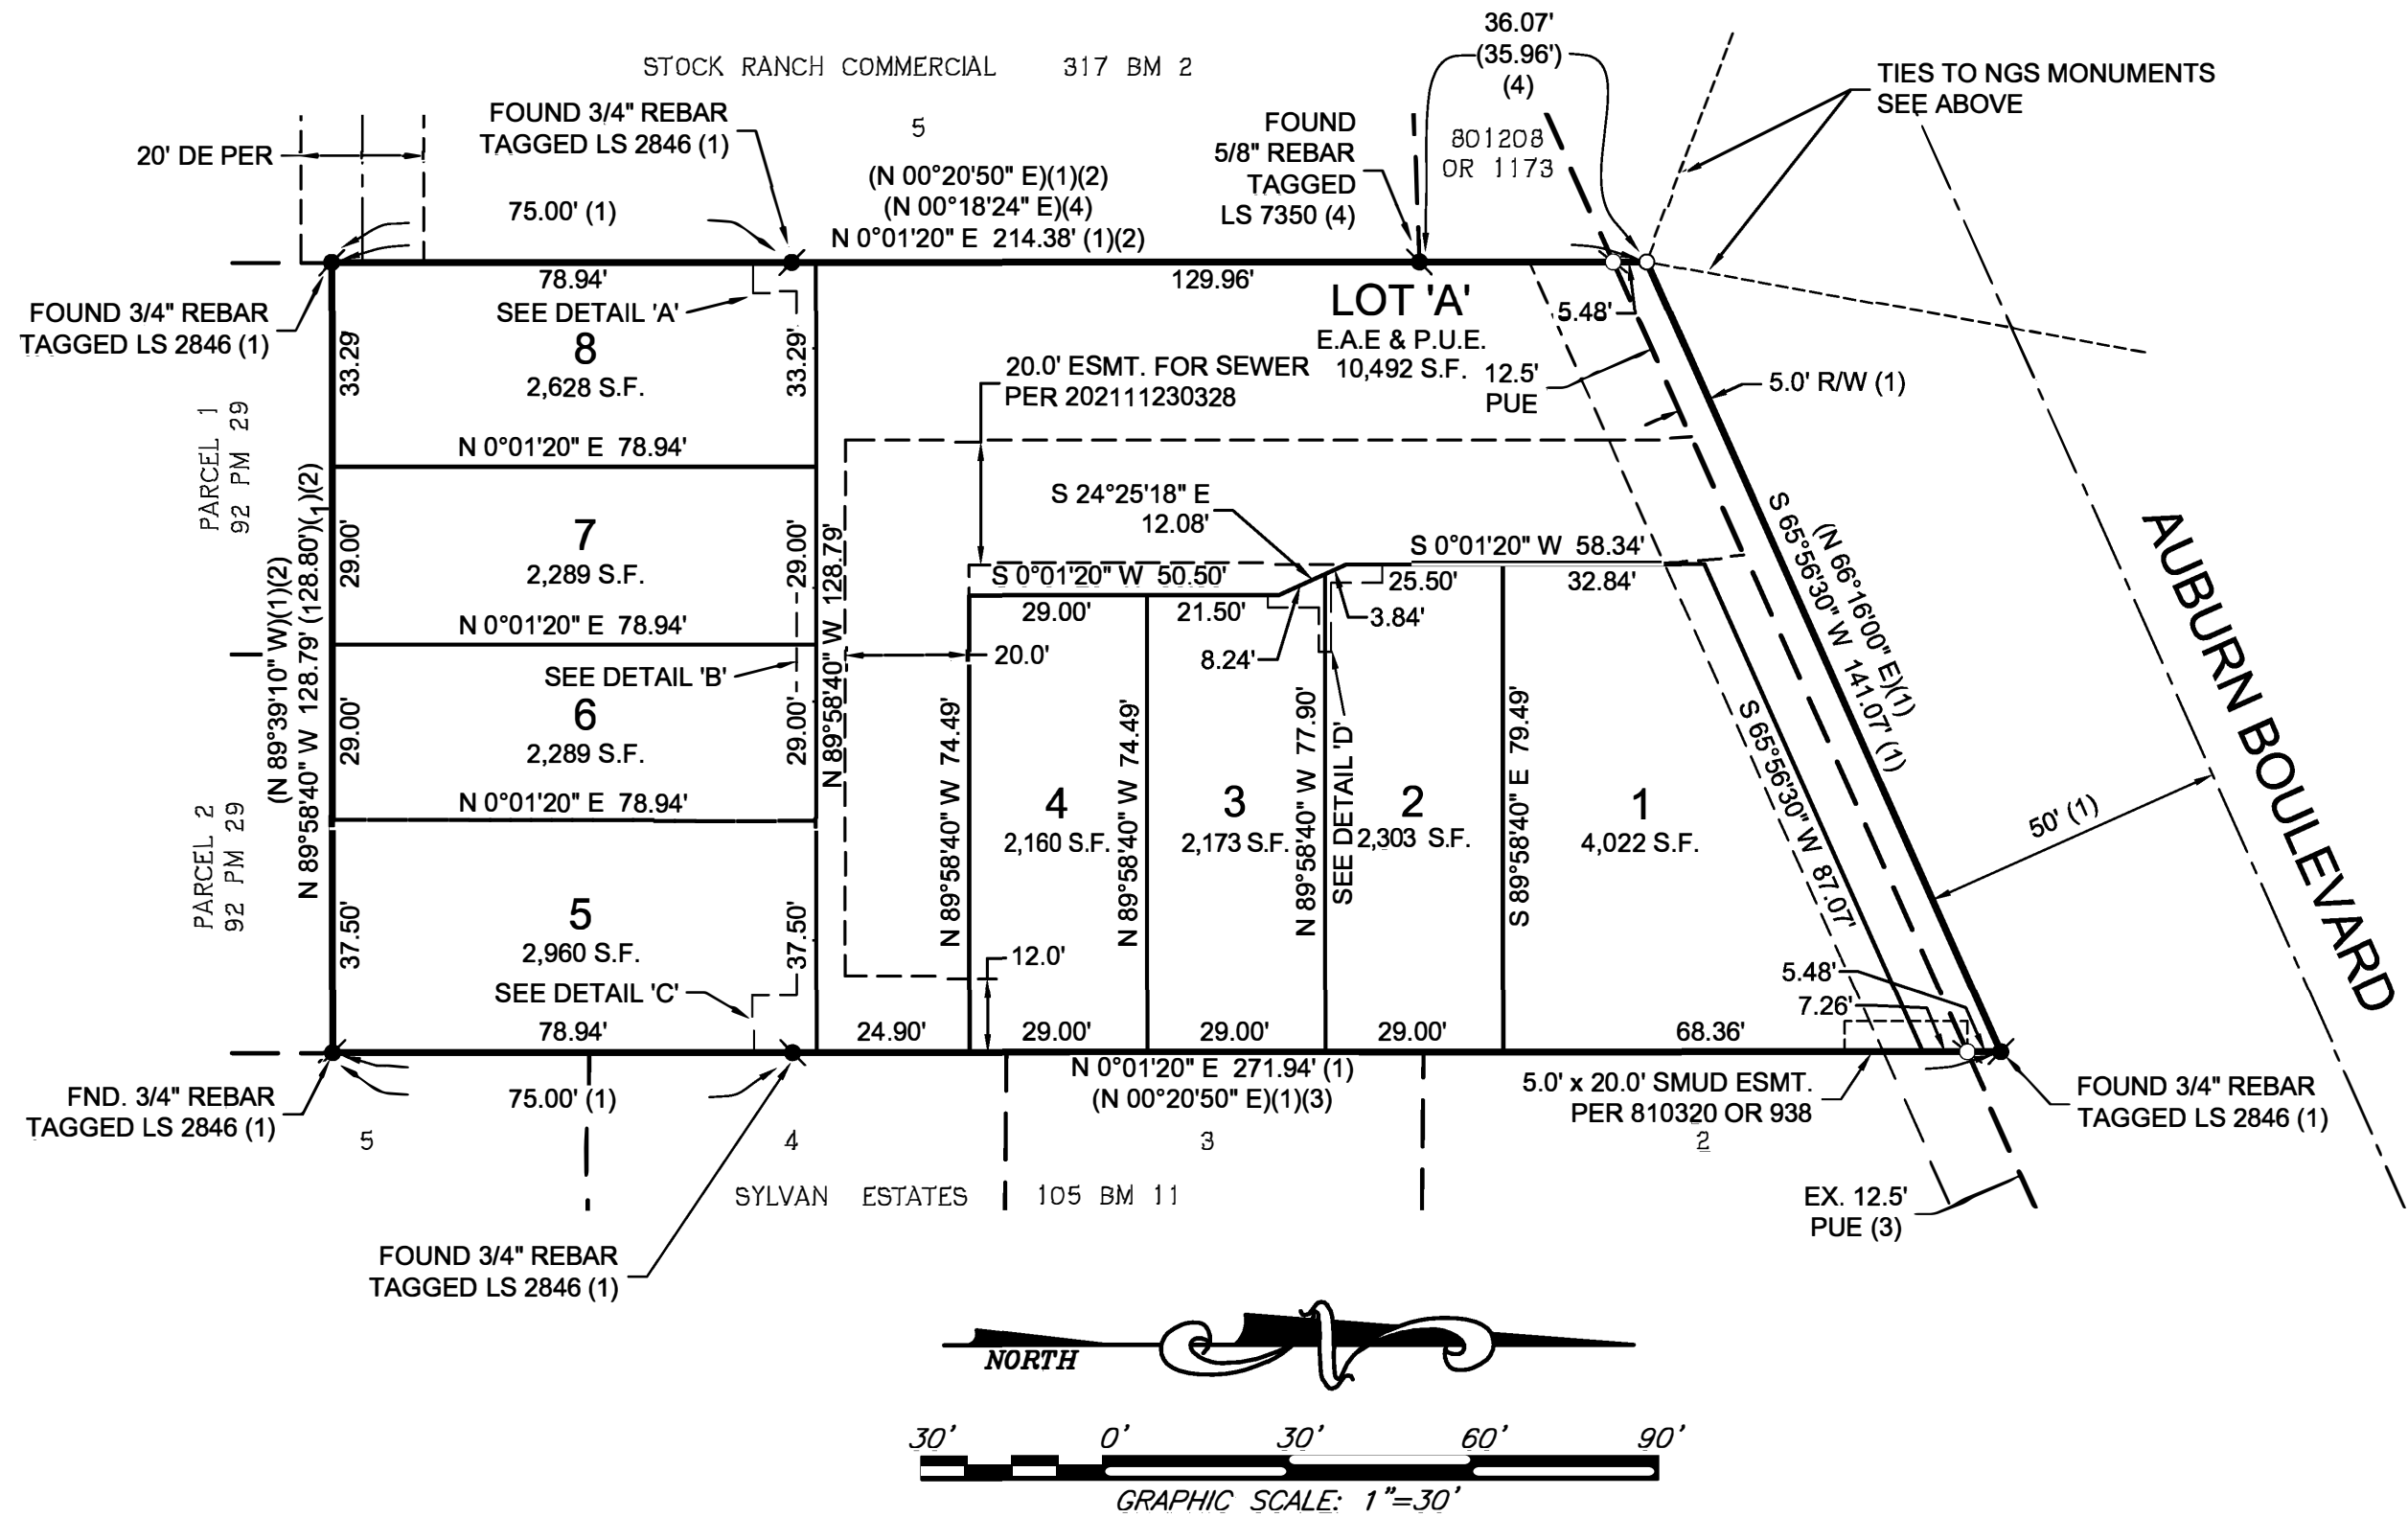 36.07'
(35.96')
(4)
STOCK RANCH COMMERCIAL 317 BM 2
TIES TO NGS MONUMENTS
SEE ABOVE
FOUND 3/4" REBAR
TAGGED LS 2846 (1)
5
FOUND
5/8" REBAR
TAGGED
LS 7350 (4)
801208
OR 1173
20' DE PER
(N 00°20'50" E)(1)(2)
(N 00°18'24" E)(4)
N 0°01'20" E 214.38' (1)(2)
75.00' (1)
78.94'
129.96'
LOT 'A'
E.A.E & P.U.E.
10,492 S.F.
5.48'
12.5'
PUE
5.0' R/W (1)
FOUND 3/4" REBAR
TAGGED LS 2846 (1)
SEE DETAIL 'A'
33.29'
8
2,628 S.F.
33.29'
20.0' ESMT. FOR SEWER
PER 202111230328
N 0°01'20" E 78.94'
PARCEL 1
92 PM 29
S 24°25'18" E
12.08'
29.00'
7
2,289 S.F.
29.00'
S 0°01'20" W 58.34'
S 0°01'20" W 50.50'
25.50'
32.84'
29.00'
21.50'
3.84'
8.24'
N 0°01'20" E 78.94'
20.0'
SEE DETAIL 'B'
(N 89°39'10" W)(1)(2)
N 89°58'40" W 128.79' (128.80')(1)(2)
N 89°58'40" W 128.79'
29.00'
6
2,289 S.F.
29.00'
(N 66°16'00" E)(1)
S 65°56'30" W 141.07' (1)
S 65°56'30" W 87.07'
AUBURN BOULEVARD
50' (1)
N 0°01'20" E 78.94'
PARCEL 2
92 PM 29
N 89°58'40" W 74.49'
4
2,160 S.F.
N 89°58'40" W 74.49'
3
2,173 S.F.
N 89°58'40" W 77.90'
SEE DETAIL 'D'
2
2,303 S.F.
S 89°58'40" E 79.49'
1
4,022 S.F.
37.50'
5
2,960 S.F.
37.50'
SEE DETAIL 'C'
12.0'
5.48'
7.26'
78.94'
24.90'
29.00'
29.00'
29.00'
68.36'
N 0°01'20" E 271.94' (1)
(N 00°20'50" E)(1)(3)
75.00' (1)
FND. 3/4" REBAR
TAGGED LS 2846 (1)
5.0' x 20.0' SMUD ESMT.
PER 810320 OR 938
FOUND 3/4" REBAR
TAGGED LS 2846 (1)
5
4
3
2
SYLVAN ESTATES 105 BM 11
EX. 12.5'
PUE (3)
FOUND 3/4" REBAR
TAGGED LS 2846 (1)
NORTH
30' 0' 30' 60' 90'
GRAPHIC SCALE: 1"=30'